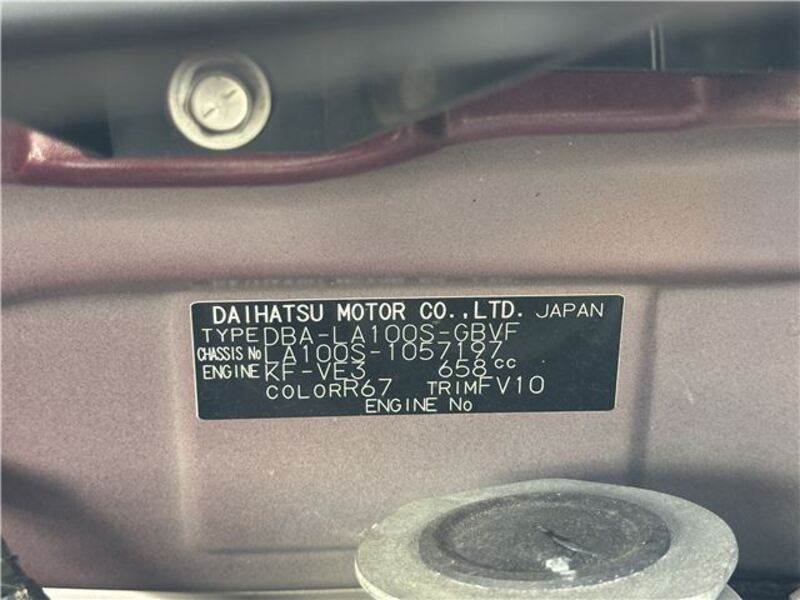 DAIHATSU MOTOR CO.,LTD. JAPAN
TYPE DBA-LA100S-GBVF
CHASSIS No LA100S-1057197
ENGINE KF-VE3 658cc
COLOR R67 TRIM FV10
ENGINE No